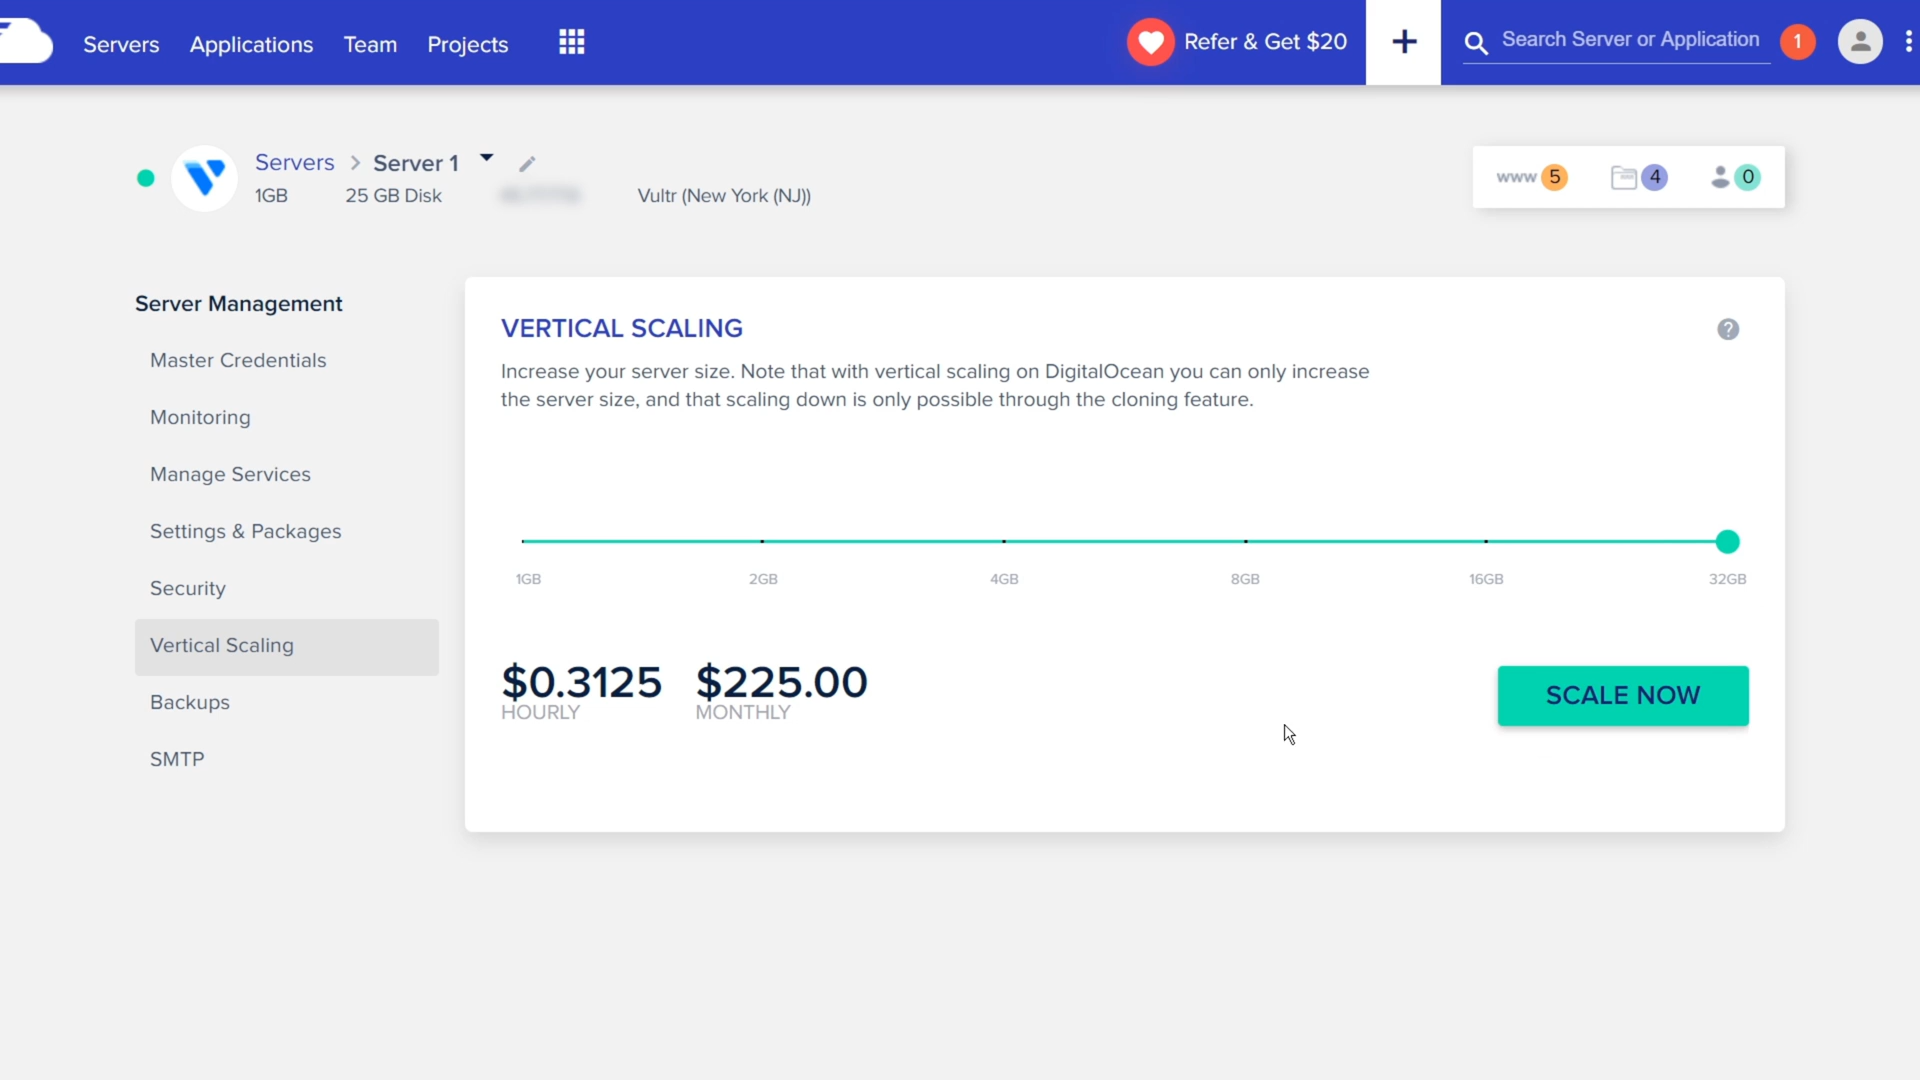 Servers Applications Team Projects Refer & Get $20 + Search Server or Application 1
Servers > Server 1
1GB 25 GB Disk Vultr (New York (NJ))
www 5 4 0
Server Management
Master Credentials
Monitoring
Manage Services
Settings & Packages
Security
Vertical Scaling
Backups
SMTP
VERTICAL SCALING
?
Increase your server size. Note that with vertical scaling on DigitalOcean you can only increase
the server size, and that scaling down is only possible through the cloning feature.
1GB 2GB 4GB 8GB 16GB 32GB
$0.3125 $225.00
HOURLY MONTHLY
SCALE NOW